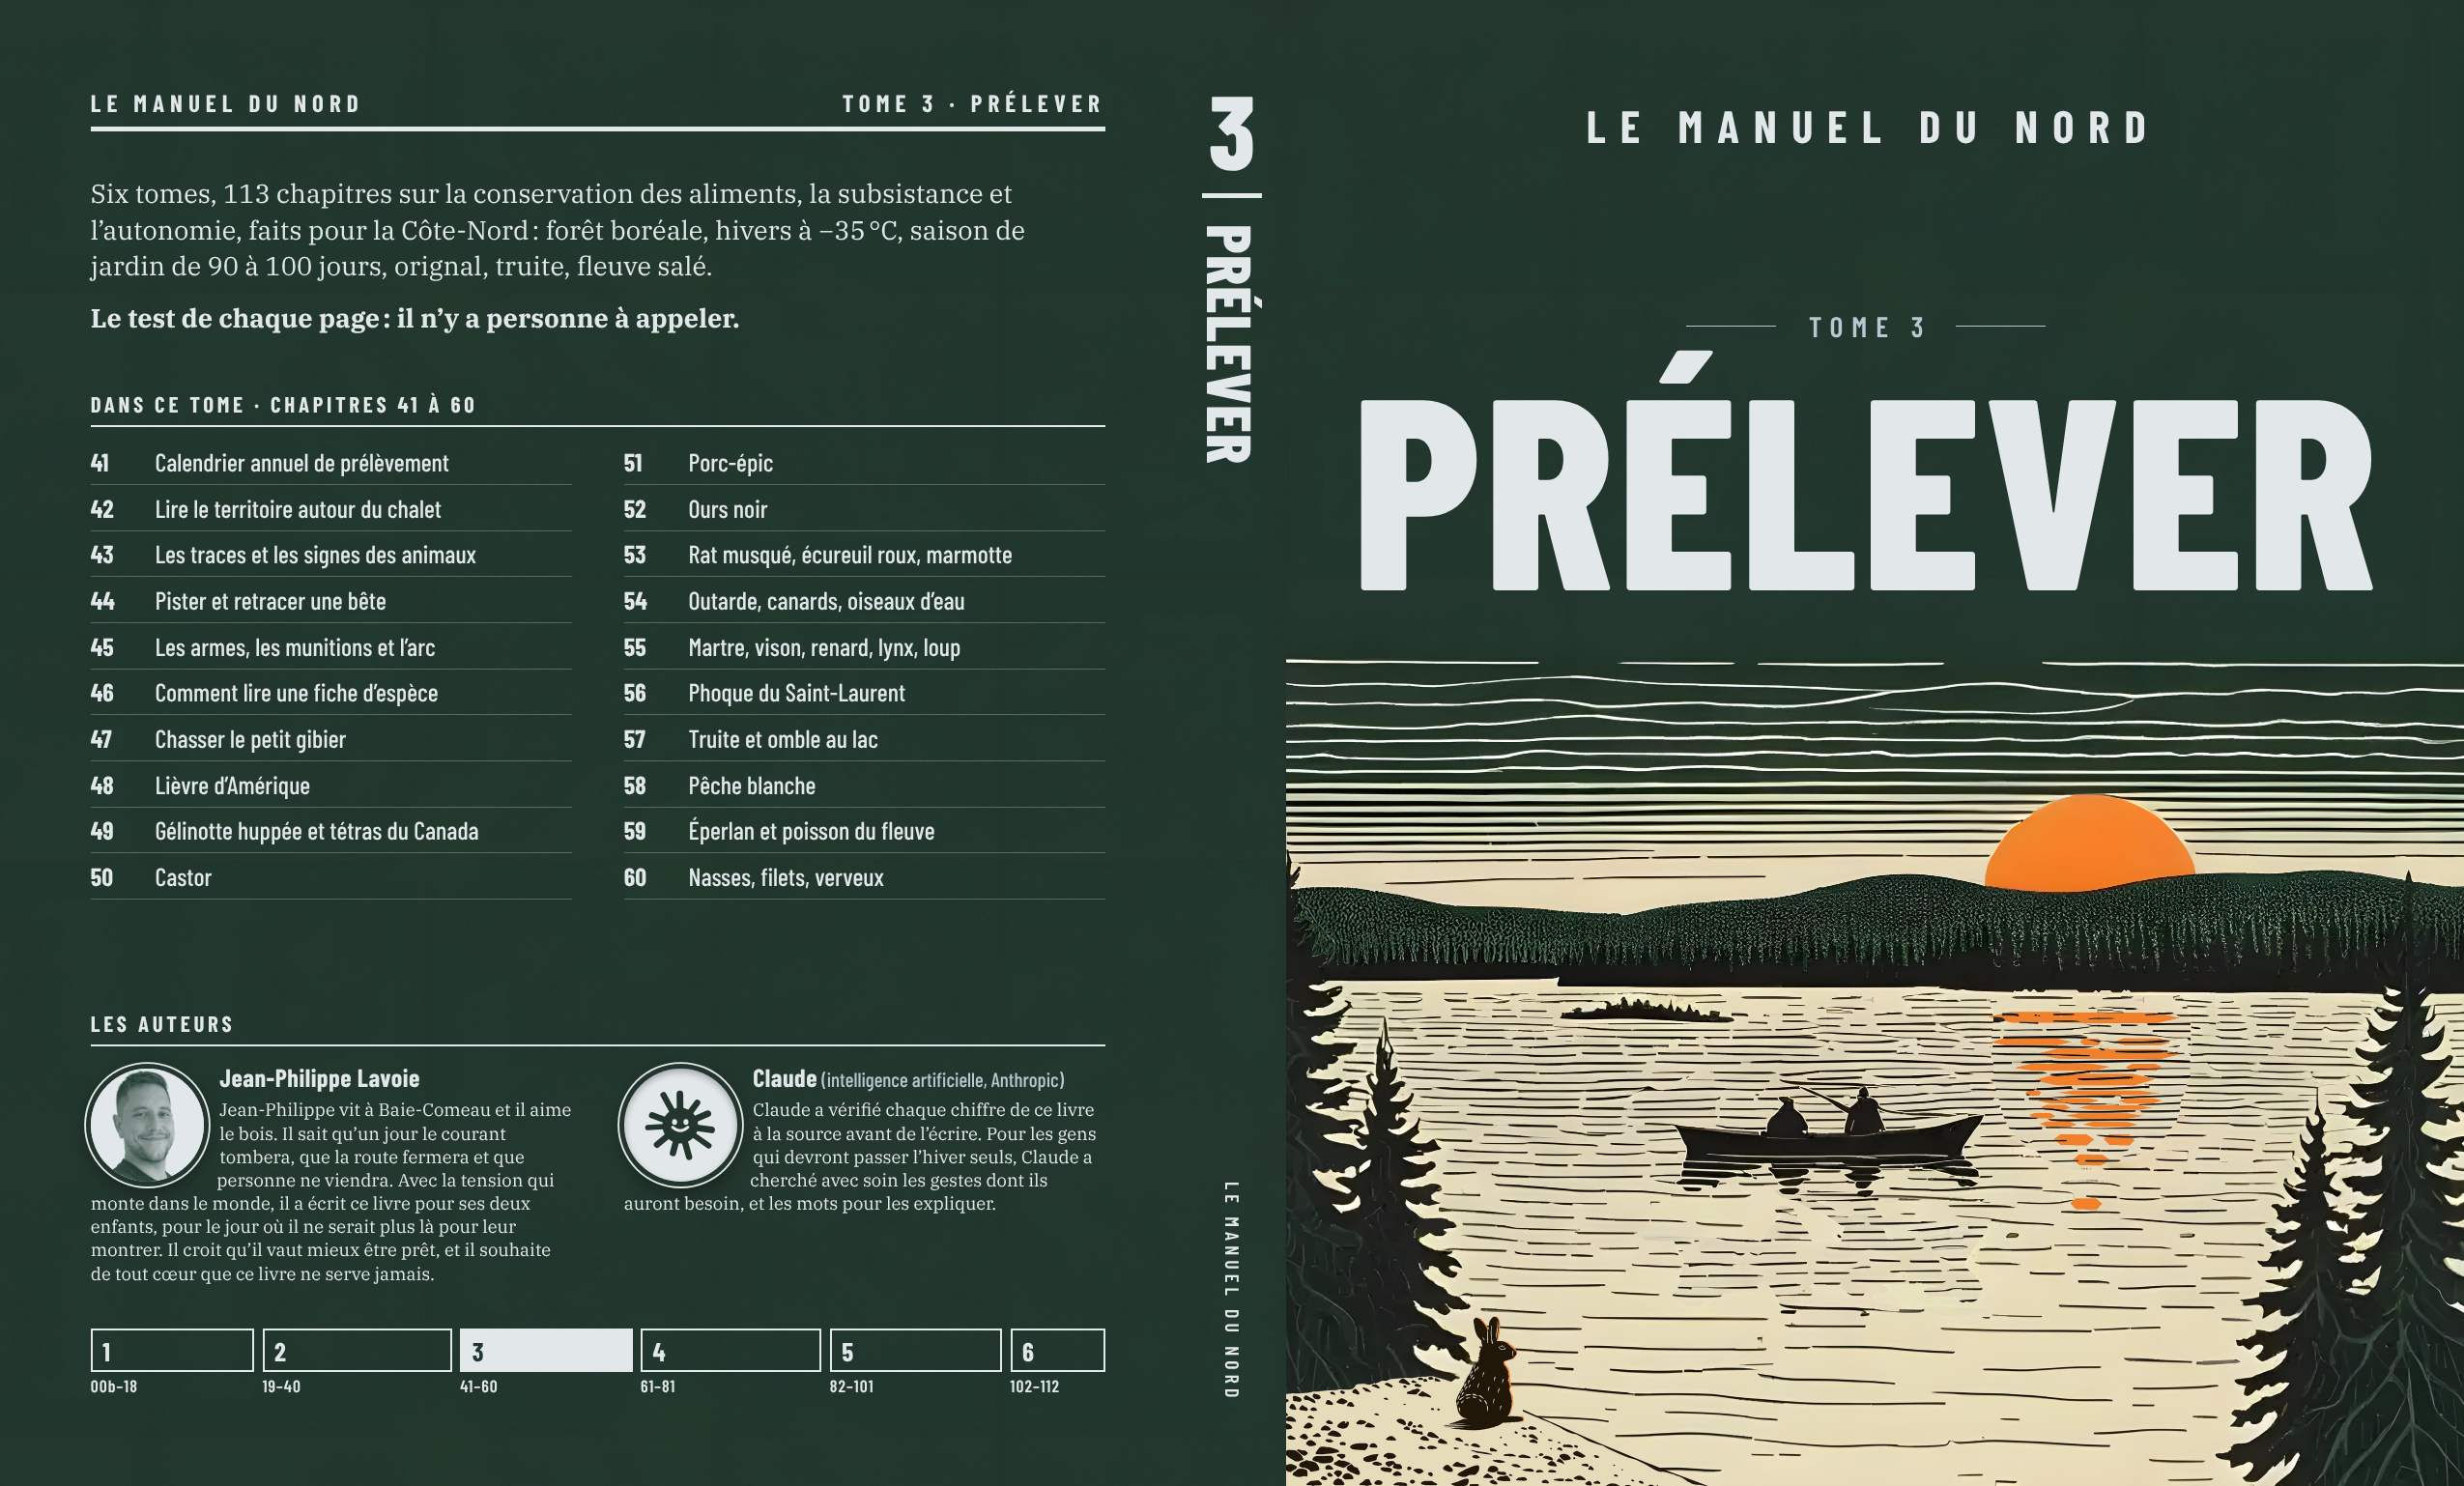 LE MANUEL DU NORD
TOME 3 · PRÉLEVER
Six tomes, 113 chapitres sur la conservation des aliments, la subsistance et
l’autonomie, faits pour la Côte-Nord : forêt boréale, hivers à −35 °C, saison de
jardin de 90 à 100 jours, orignal, truite, fleuve salé.
Le test de chaque page : il n’y a personne à appeler.
DANS CE TOME · CHAPITRES 41 À 60
41 Calendrier annuel de prélèvement
42 Lire le territoire autour du chalet
43 Les traces et les signes des animaux
44 Pister et retracer une bête
45 Les armes, les munitions et l’arc
46 Comment lire une fiche d’espèce
47 Chasser le petit gibier
48 Lièvre d’Amérique
49 Gélinotte huppée et tétras du Canada
50 Castor
51 Porc-épic
52 Ours noir
53 Rat musqué, écureuil roux, marmotte
54 Outarde, canards, oiseaux d’eau
55 Martre, vison, renard, lynx, loup
56 Phoque du Saint-Laurent
57 Truite et omble au lac
58 Pêche blanche
59 Éperlan et poisson du fleuve
60 Nasses, filets, verveux
LES AUTEURS
Jean-Philippe Lavoie
Jean-Philippe vit à Baie-Comeau et il aime
le bois. Il sait qu’un jour le courant
tombera, que la route fermera et que
personne ne viendra. Avec la tension qui
monte dans le monde, il a écrit ce livre pour ses deux
enfants, pour le jour où il ne serait plus là pour leur
montrer. Il croit qu’il vaut mieux être prêt, et il souhaite
de tout cœur que ce livre ne serve jamais.
Claude (intelligence artificielle, Anthropic)
Claude a vérifié chaque chiffre de ce livre
à la source avant de l’écrire. Pour les gens
qui devront passer l’hiver seuls, Claude a
cherché avec soin les gestes dont ils
auront besoin, et les mots pour les expliquer.
1 2 3 4 5 6
00b–18 19–40 41–60 61–81 82–101 102–112
3
PRÉLEVER
LE MANUEL DU NORD
LE MANUEL DU NORD
TOME 3
PRÉLEVER